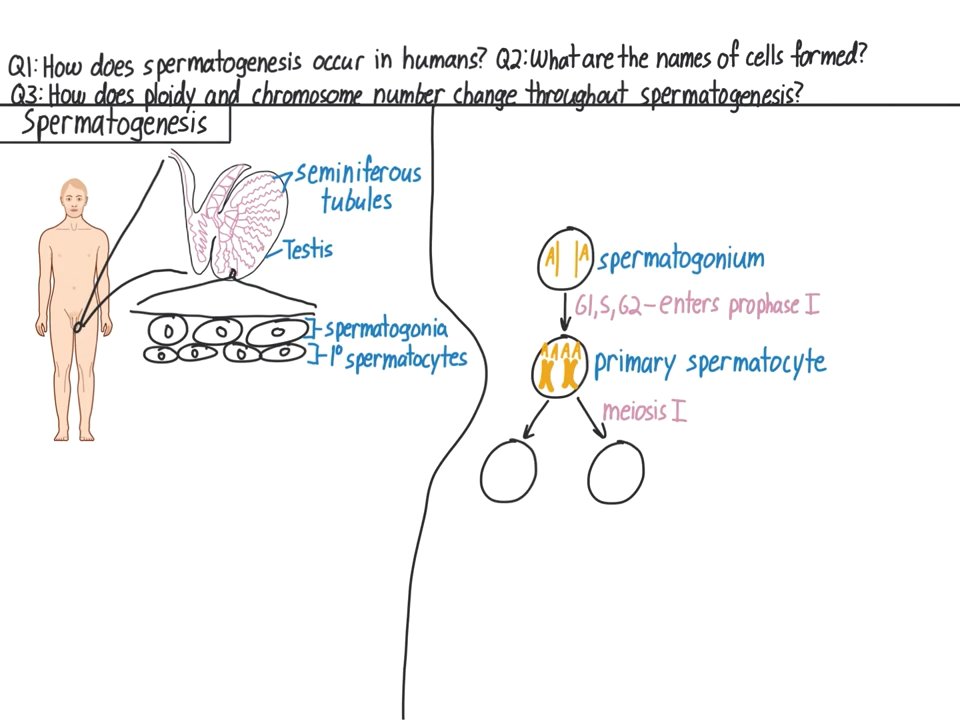 Q1: How does spermatogenesis occur in humans? Q2: What are the names of cells formed?
Q3: How does ploidy and chromosome number change throughout spermatogenesis?
Spermatogenesis
seminiferous
tubules
Testis
spermatogonia
1° spermatocytes
A A
spermatogonium
G1, S, G2 - enters prophase I
A A A A
primary spermatocyte
meiosis I